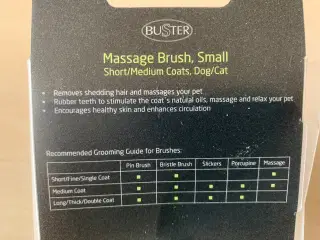 BUSTER
Massage Brush, Small
Short/Medium Coats, Dog/Cat
• Removes shedding hair and massages your pet
• Rubber teeth to stimulate the coat's natural oils, massage and relax your pet
• Encourages healthy skin and enhances circulation
Recommended Grooming Guide for Brushes:
Pin Brush Bristle Brush Slickers Porcupine Massage
Short/Finer/Single Coat ▪ ▪ ▪
Medium Coat ▪ ▪ ▪ ▪ ▪
Long/Thick/Double Coat ▪ ▪ ▪ ▪